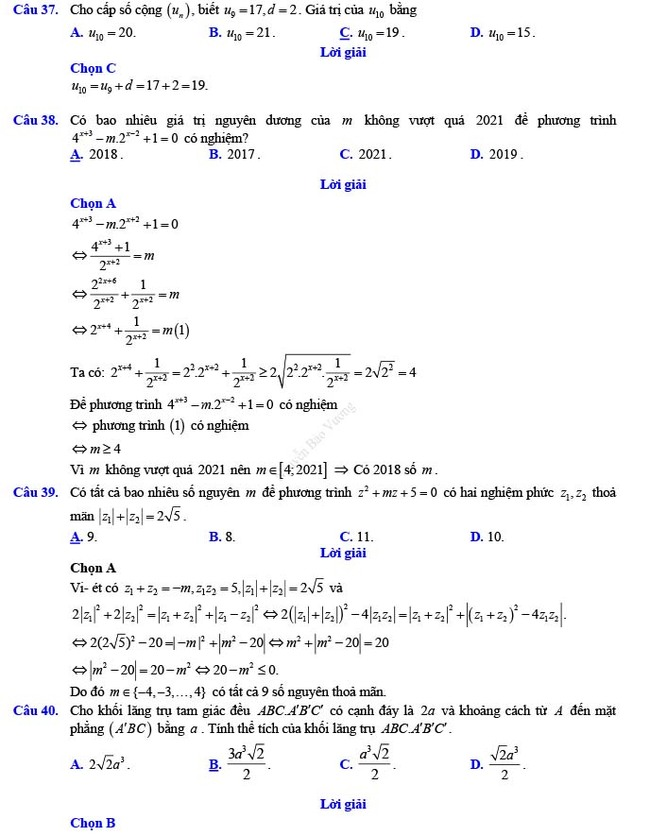 Câu 37. Cho cấp số cộng (uₙ), biết u₉ = 17, d = 2. Giá trị của u₁₀ bằng
A. u₁₀ = 20. B. u₁₀ = 21. C. u₁₀ = 19. D. u₁₀ = 15.
Lời giải
Chọn C
u₁₀ = u₉ + d = 17 + 2 = 19.
Câu 38. Có bao nhiêu giá trị nguyên dương của m không vượt quá 2021 để phương trình
4^{x+3} − m.2^{x−2} + 1 = 0 có nghiệm?
A. 2018. B. 2017. C. 2021. D. 2019.
Lời giải
Chọn A
4^{x+3} − m.2^{x+2} + 1 = 0
⇔ (4^{x+3} + 1)/2^{x+2} = m
⇔ 2^{2x+6}/2^{x+2} + 1/2^{x+2} = m
⇔ 2^{x+4} + 1/2^{x+2} = m (1)
Ta có: 2^{x+4} + 1/2^{x+2} = 2².2^{x+2} + 1/2^{x+2} ≥ 2√(2².2^{x+2}.1/2^{x+2}) = 2√(2²) = 4
Để phương trình 4^{x+3} − m.2^{x−2} + 1 = 0 có nghiệm
⇔ phương trình (1) có nghiệm
⇔ m ≥ 4
Vì m không vượt quá 2021 nên m ∈ [4; 2021] ⇒ Có 2018 số m.
Câu 39. Có tất cả bao nhiêu số nguyên m để phương trình z² + mz + 5 = 0 có hai nghiệm phức z₁, z₂ thoả
mãn |z₁| + |z₂| = 2√5.
A. 9. B. 8. C. 11. D. 10.
Lời giải
Chọn A
Vi- ét có z₁ + z₂ = −m, z₁z₂ = 5, |z₁| + |z₂| = 2√5 và
2|z₁|² + 2|z₂|² = |z₁ + z₂|² + |z₁ − z₂|² ⇔ 2(|z₁| + |z₂|)² − 4|z₁z₂| = |z₁ + z₂|² + |(z₁ + z₂)² − 4z₁z₂|.
⇔ 2(2√5)² − 20 = |−m|² + |m² − 20| ⇔ m² + |m² − 20| = 20
⇔ |m² − 20| = 20 − m² ⇔ 20 − m² ≤ 0.
Do đó m ∈ {−4, −3, ..., 4} có tất cả 9 số nguyên thoả mãn.
Câu 40. Cho khối lăng trụ tam giác đều ABC.A'B'C' có cạnh đáy là 2a và khoảng cách từ A đến mặt
phẳng (A'BC) bằng a. Tính thể tích của khối lăng trụ ABC.A'B'C'.
A. 2√2a³. B. 3a³√2/2. C. a³√2/2. D. √2a³/2.
Lời giải
Chọn B